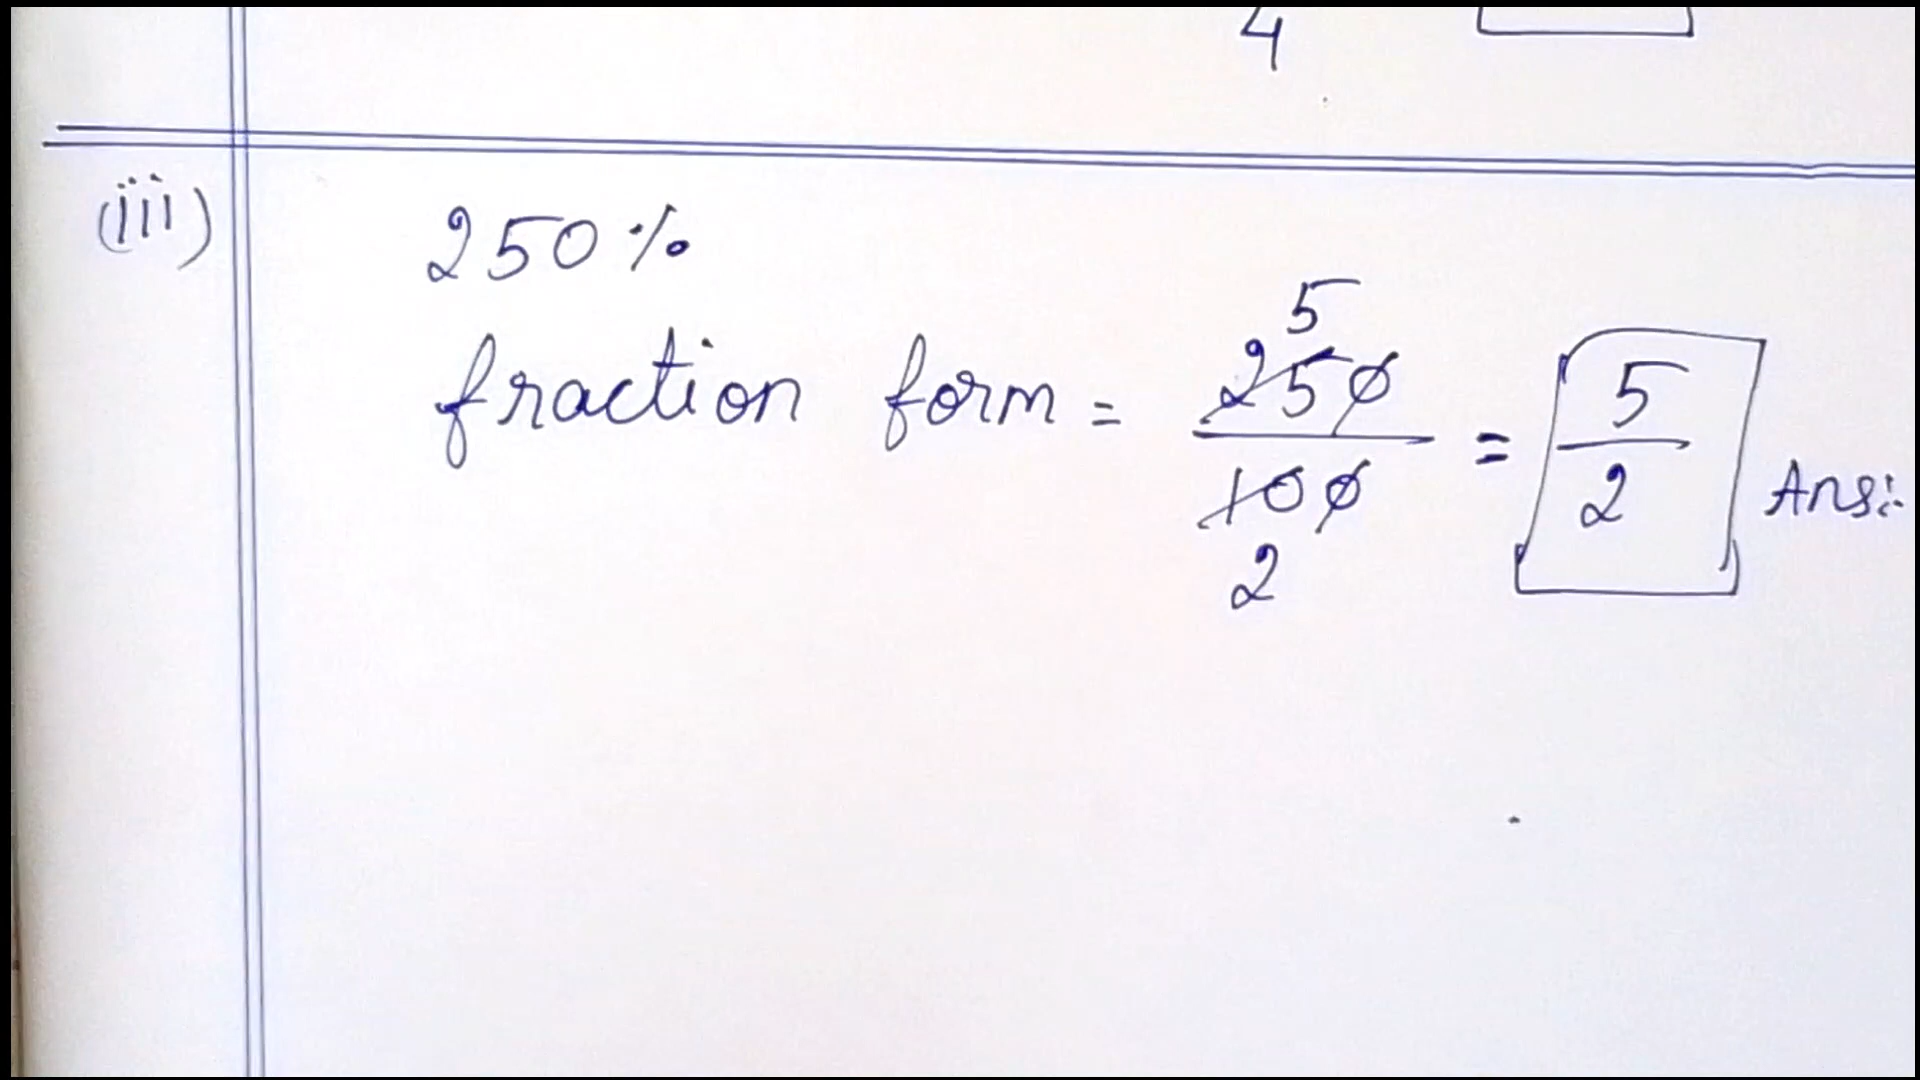 4
(iii) 250%
5
fraction form = 250/100 = 5/2 Ans:
2